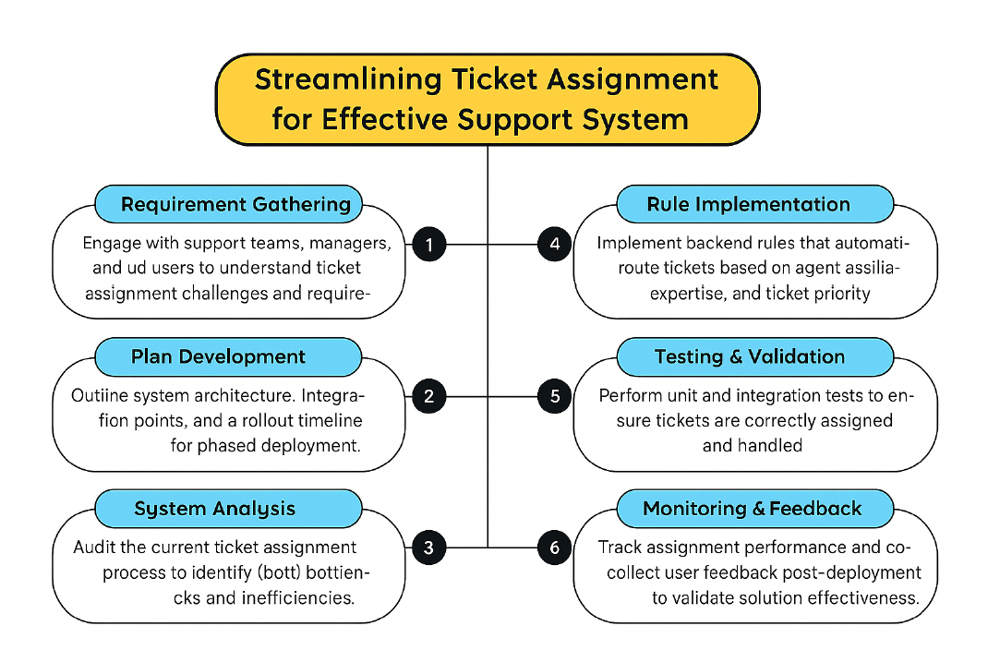 Streamlining Ticket Assignment
for Effective Support System
Requirement Gathering
Engage with support teams, managers,
and ud users to understand ticket
assignment challenges and require-
1
Plan Development
Outline system architecture. Integra-
fion points, and a rollout timeline
for phased deployment.
2
System Analysis
Audit the current ticket assignment
process to identify (bott) bottien-
cks and inefficiencies.
3
Rule Implementation
4
Implement backend rules that automati-
route tickets based on agent assilia-
expertise, and ticket priority
Testing & Validation
5
Perform unit and integration tests to en-
sure tickets are correctly assigned
and handled
Monitoring & Feedback
6
Track assignment performance and co-
collect user feedback post-deployment
to validate solution effectiveness.